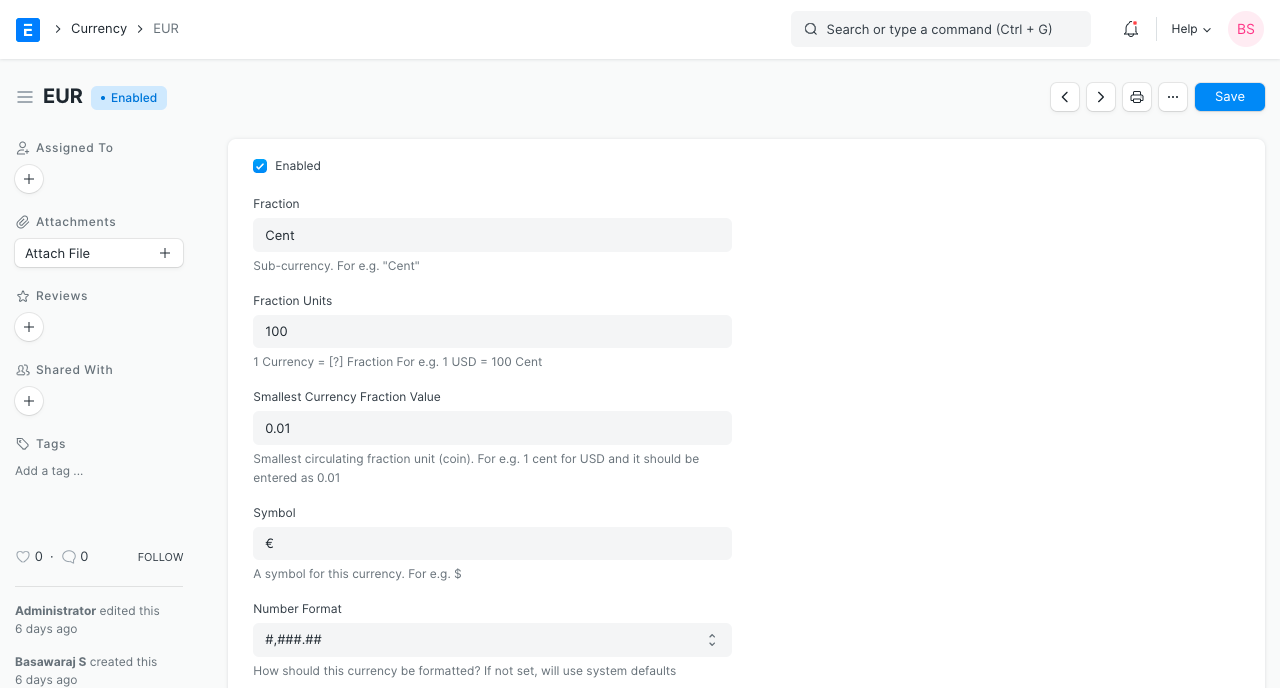 Currency
EUR
Search or type a command (Ctrl + G)
Help
BS
EUR
Enabled
Save
Assigned To
Attachments
Attach File
Reviews
Shared With
Tags
Add a tag ...
0 · 0
FOLLOW
Administrator edited this
6 days ago
Basawaraj S created this
6 days ago
Enabled
Fraction
Cent
Sub-currency. For e.g. "Cent"
Fraction Units
100
1 Currency = [?] Fraction For e.g. 1 USD = 100 Cent
Smallest Currency Fraction Value
0.01
Smallest circulating fraction unit (coin). For e.g. 1 cent for USD and it should be
entered as 0.01
Symbol
€
A symbol for this currency. For e.g. $
Number Format
#,###.##
How should this currency be formatted? If not set, will use system defaults